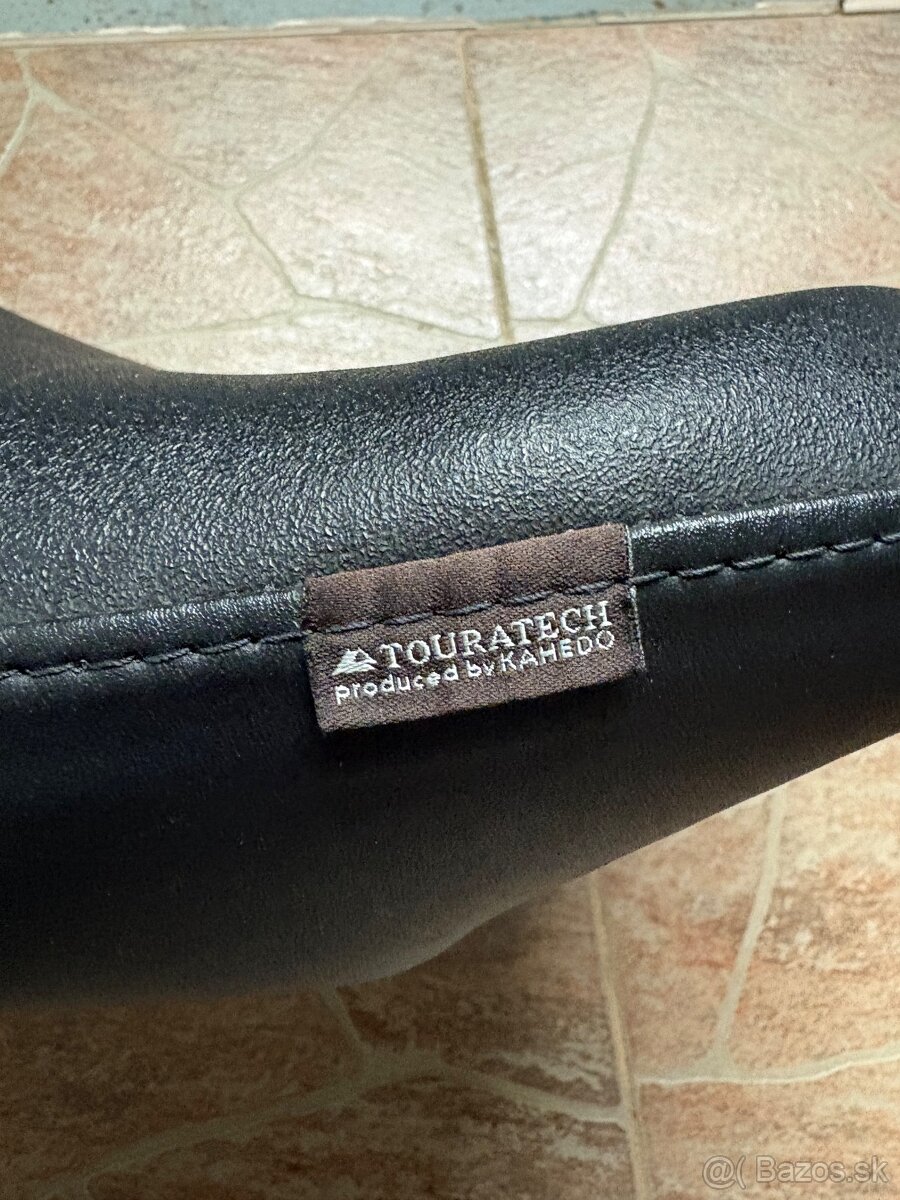 TOURATECH
produced by KAHEDO
@( Bazos.sk